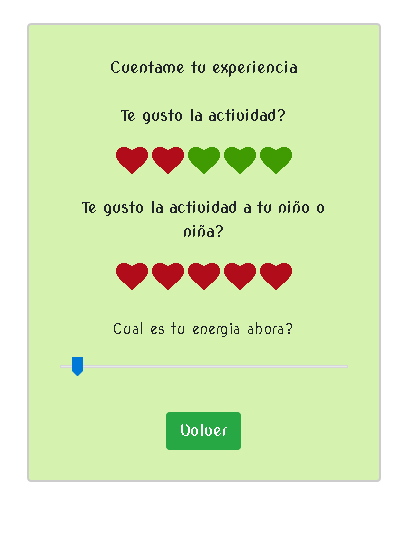 Cuentame tu experiencia
Te gusto la actividad?
Te gusto la actividad a tu niño o
niña?
Cual es tu energia ahora?
Volver